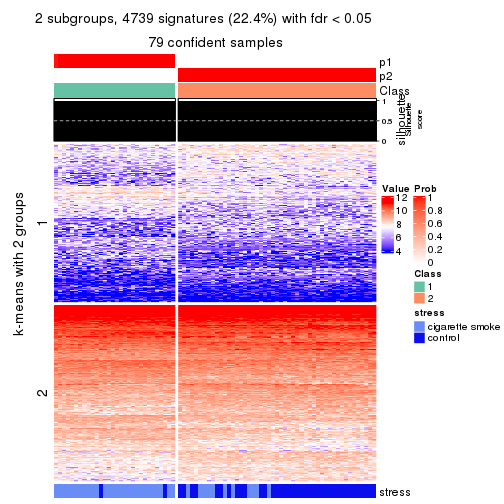 2 subgroups, 4739 signatures (22.4%) with fdr < 0.05
79 confident samples
p1
p2
Class
1
0.5
0
silhouette
Silhouette
score
k-means with 2 groups
1
2
Value
12
10
8
6
4
Prob
1
0.8
0.6
0.4
0.2
0
Class
1
2
stress
cigarette smoke
control
stress